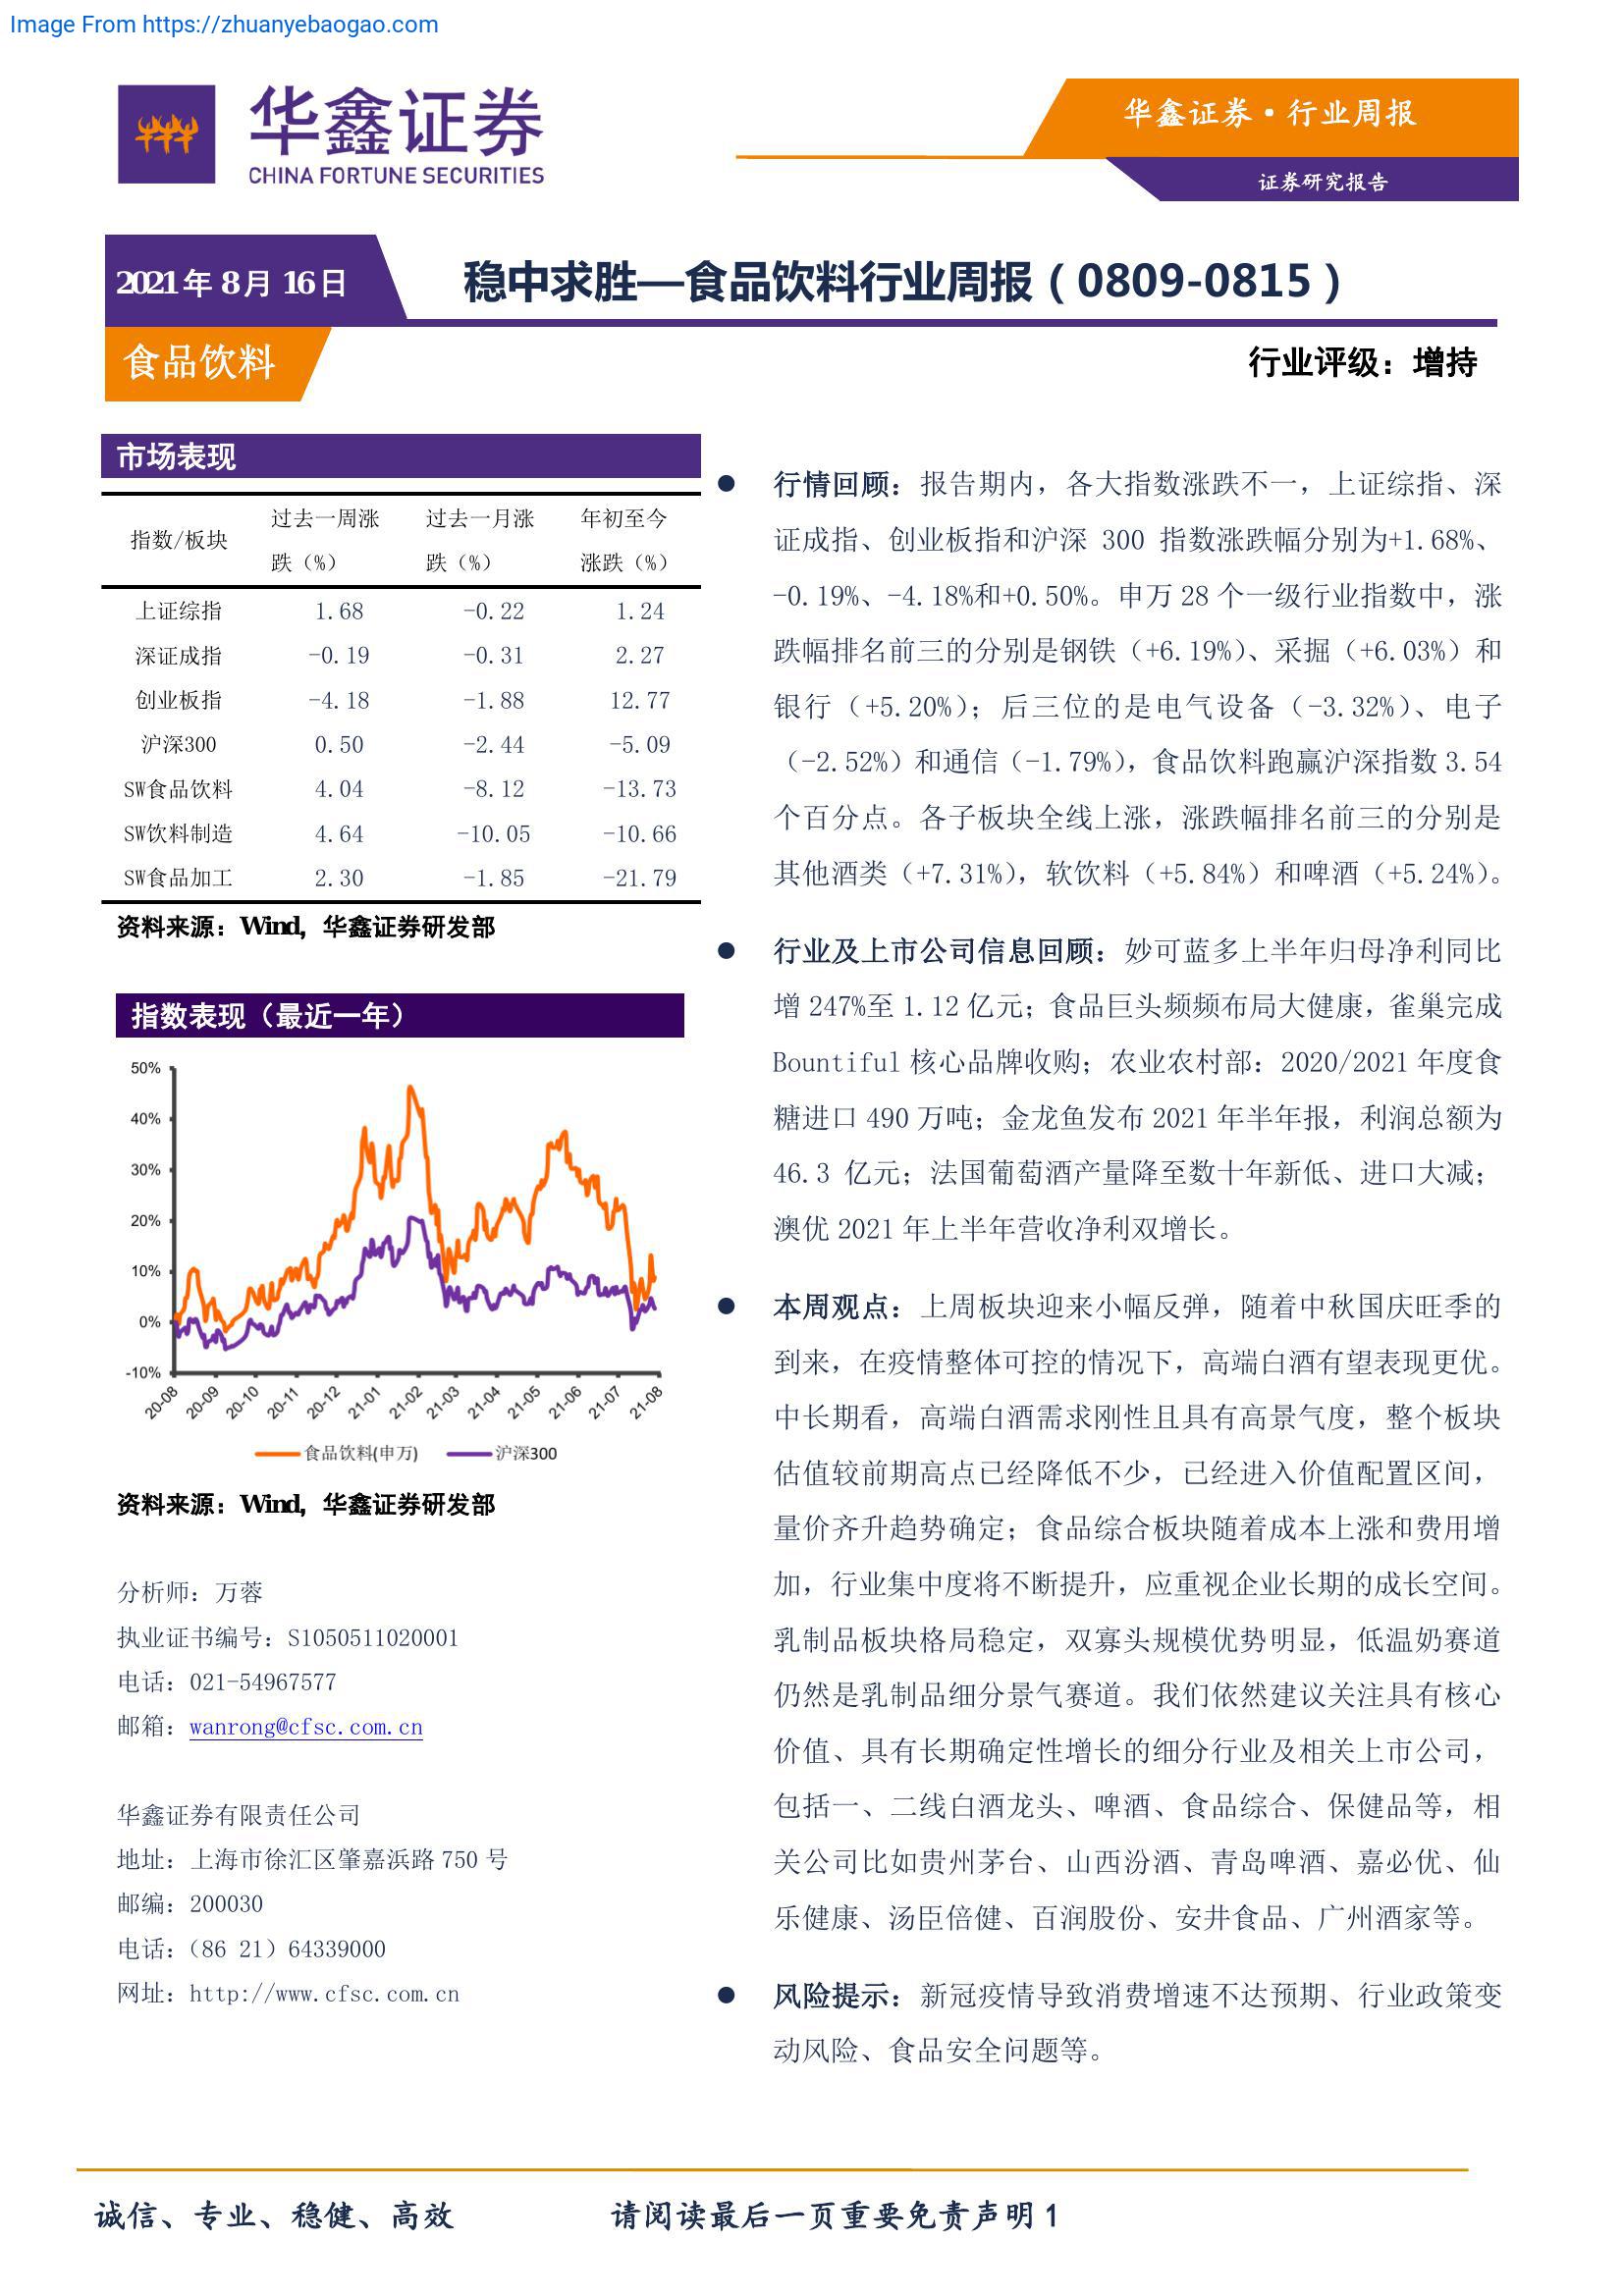 Image From https://zhuanyebaogao.com
华鑫证券
CHINA FORTUNE SECURITIES
华鑫证券·行业周报
证券研究报告
2021年8月16日
稳中求胜—食品饮料行业周报（0809-0815）
食品饮料
行业评级：增持
市场表现
指数/板块 过去一周涨跌（%） 过去一月涨跌（%） 年初至今涨跌（%）
上证综指 1.68 -0.22 1.24
深证成指 -0.19 -0.31 2.27
创业板指 -4.18 -1.88 12.77
沪深300 0.50 -2.44 -5.09
SW食品饮料 4.04 -8.12 -13.73
SW饮料制造 4.64 -10.05 -10.66
SW食品加工 2.30 -1.85 -21.79
资料来源：Wind，华鑫证券研发部
指数表现（最近一年）
50%
40%
30%
20%
10%
0%
-10%
20-08 20-09 20-10 20-11 20-12 21-01 21-02 21-03 21-04 21-05 21-06 21-07 21-08
食品饮料(申万) 沪深300
资料来源：Wind，华鑫证券研发部
分析师：万蓉
执业证书编号：S1050511020001
电话：021-54967577
邮箱：wanrong@cfsc.com.cn
华鑫证券有限责任公司
地址：上海市徐汇区肇嘉浜路750号
邮编：200030
电话：（86 21）64339000
网址：http://www.cfsc.com.cn
● 行情回顾：报告期内，各大指数涨跌不一，上证综指、深
证成指、创业板指和沪深 300 指数涨跌幅分别为+1.68%、
-0.19%、-4.18%和+0.50%。申万28个一级行业指数中，涨
跌幅排名前三的分别是钢铁（+6.19%）、采掘（+6.03%）和
银行（+5.20%）；后三位的是电气设备（-3.32%）、电子
（-2.52%）和通信（-1.79%），食品饮料跑赢沪深指数3.54
个百分点。各子板块全线上涨，涨跌幅排名前三的分别是
其他酒类（+7.31%），软饮料（+5.84%）和啤酒（+5.24%）。
● 行业及上市公司信息回顾：妙可蓝多上半年归母净利同比
增247%至1.12亿元；食品巨头频频布局大健康，雀巢完成
Bountiful核心品牌收购；农业农村部：2020/2021年度食
糖进口490万吨；金龙鱼发布2021年半年报，利润总额为
46.3 亿元；法国葡萄酒产量降至数十年新低、进口大减；
澳优2021年上半年营收净利双增长。
● 本周观点：上周板块迎来小幅反弹，随着中秋国庆旺季的
到来，在疫情整体可控的情况下，高端白酒有望表现更优。
中长期看，高端白酒需求刚性且具有高景气度，整个板块
估值较前期高点已经降低不少，已经进入价值配置区间，
量价齐升趋势确定；食品综合板块随着成本上涨和费用增
加，行业集中度将不断提升，应重视企业长期的成长空间。
乳制品板块格局稳定，双寡头规模优势明显，低温奶赛道
仍然是乳制品细分景气赛道。我们依然建议关注具有核心
价值、具有长期确定性增长的细分行业及相关上市公司，
包括一、二线白酒龙头、啤酒、食品综合、保健品等，相
关公司比如贵州茅台、山西汾酒、青岛啤酒、嘉必优、仙
乐健康、汤臣倍健、百润股份、安井食品、广州酒家等。
● 风险提示：新冠疫情导致消费增速不达预期、行业政策变
动风险、食品安全问题等。
诚信、专业、稳健、高效 请阅读最后一页重要免责声明 1